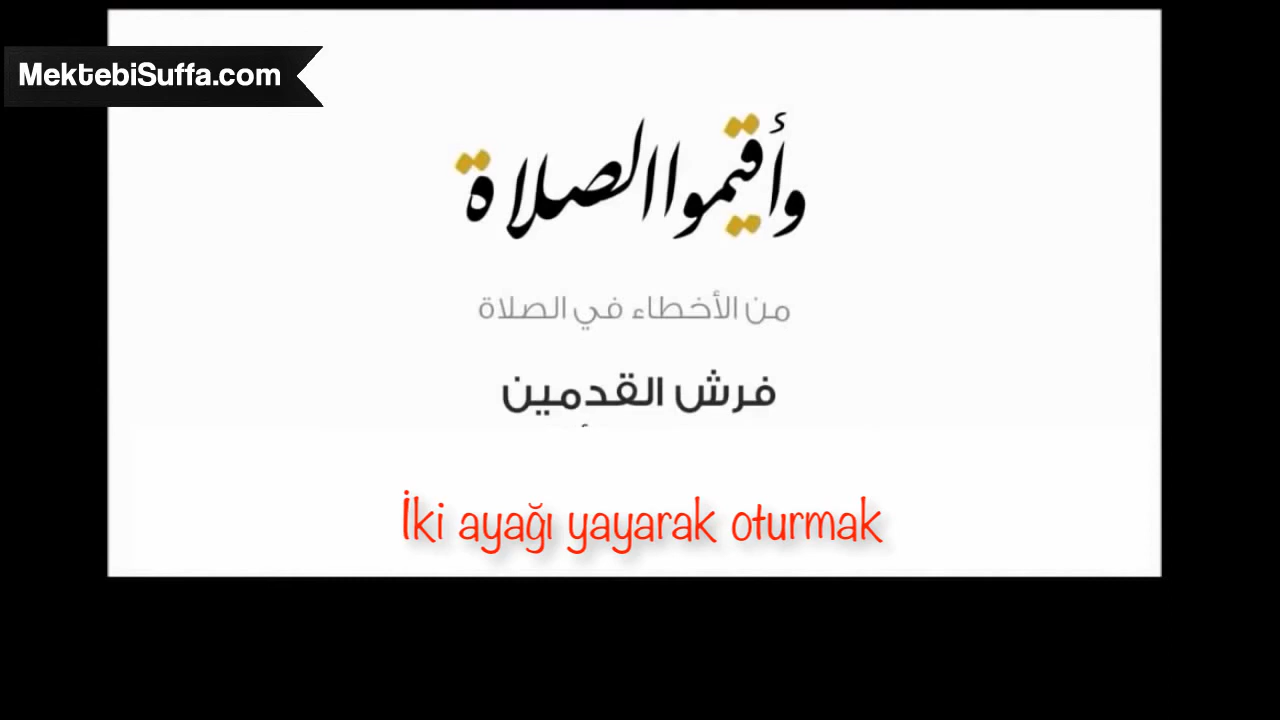 MektebiSuffa.com
وأقيموا الصلاة
من الأخطاء في الصلاة
فرش القدمين
İki ayağı yayarak oturmak